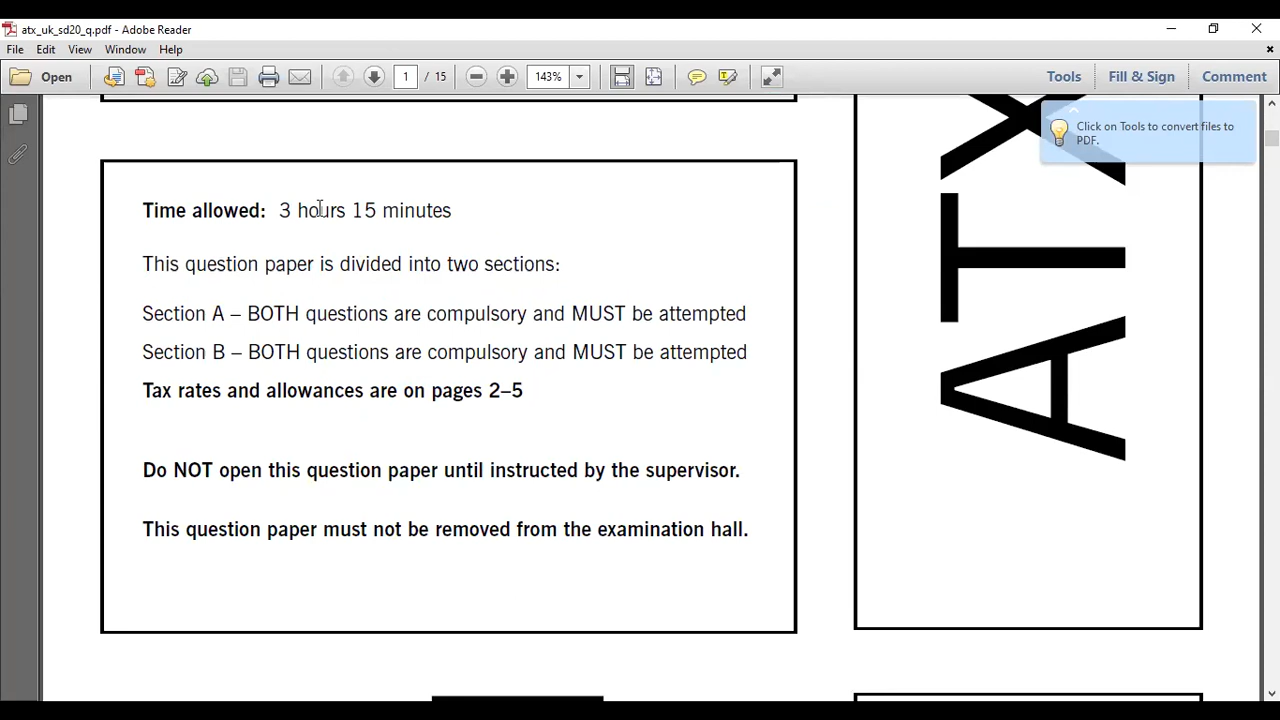 atx_uk_sd20_q.pdf - Adobe Reader
File Edit View Window Help
Open 1 / 15 143% Tools Fill & Sign Comment
Click on Tools to convert files to
PDF.
Time allowed: 3 hours 15 minutes
This question paper is divided into two sections:
Section A – BOTH questions are compulsory and MUST be attempted
Section B – BOTH questions are compulsory and MUST be attempted
Tax rates and allowances are on pages 2–5
Do NOT open this question paper until instructed by the supervisor.
This question paper must not be removed from the examination hall.
ATX